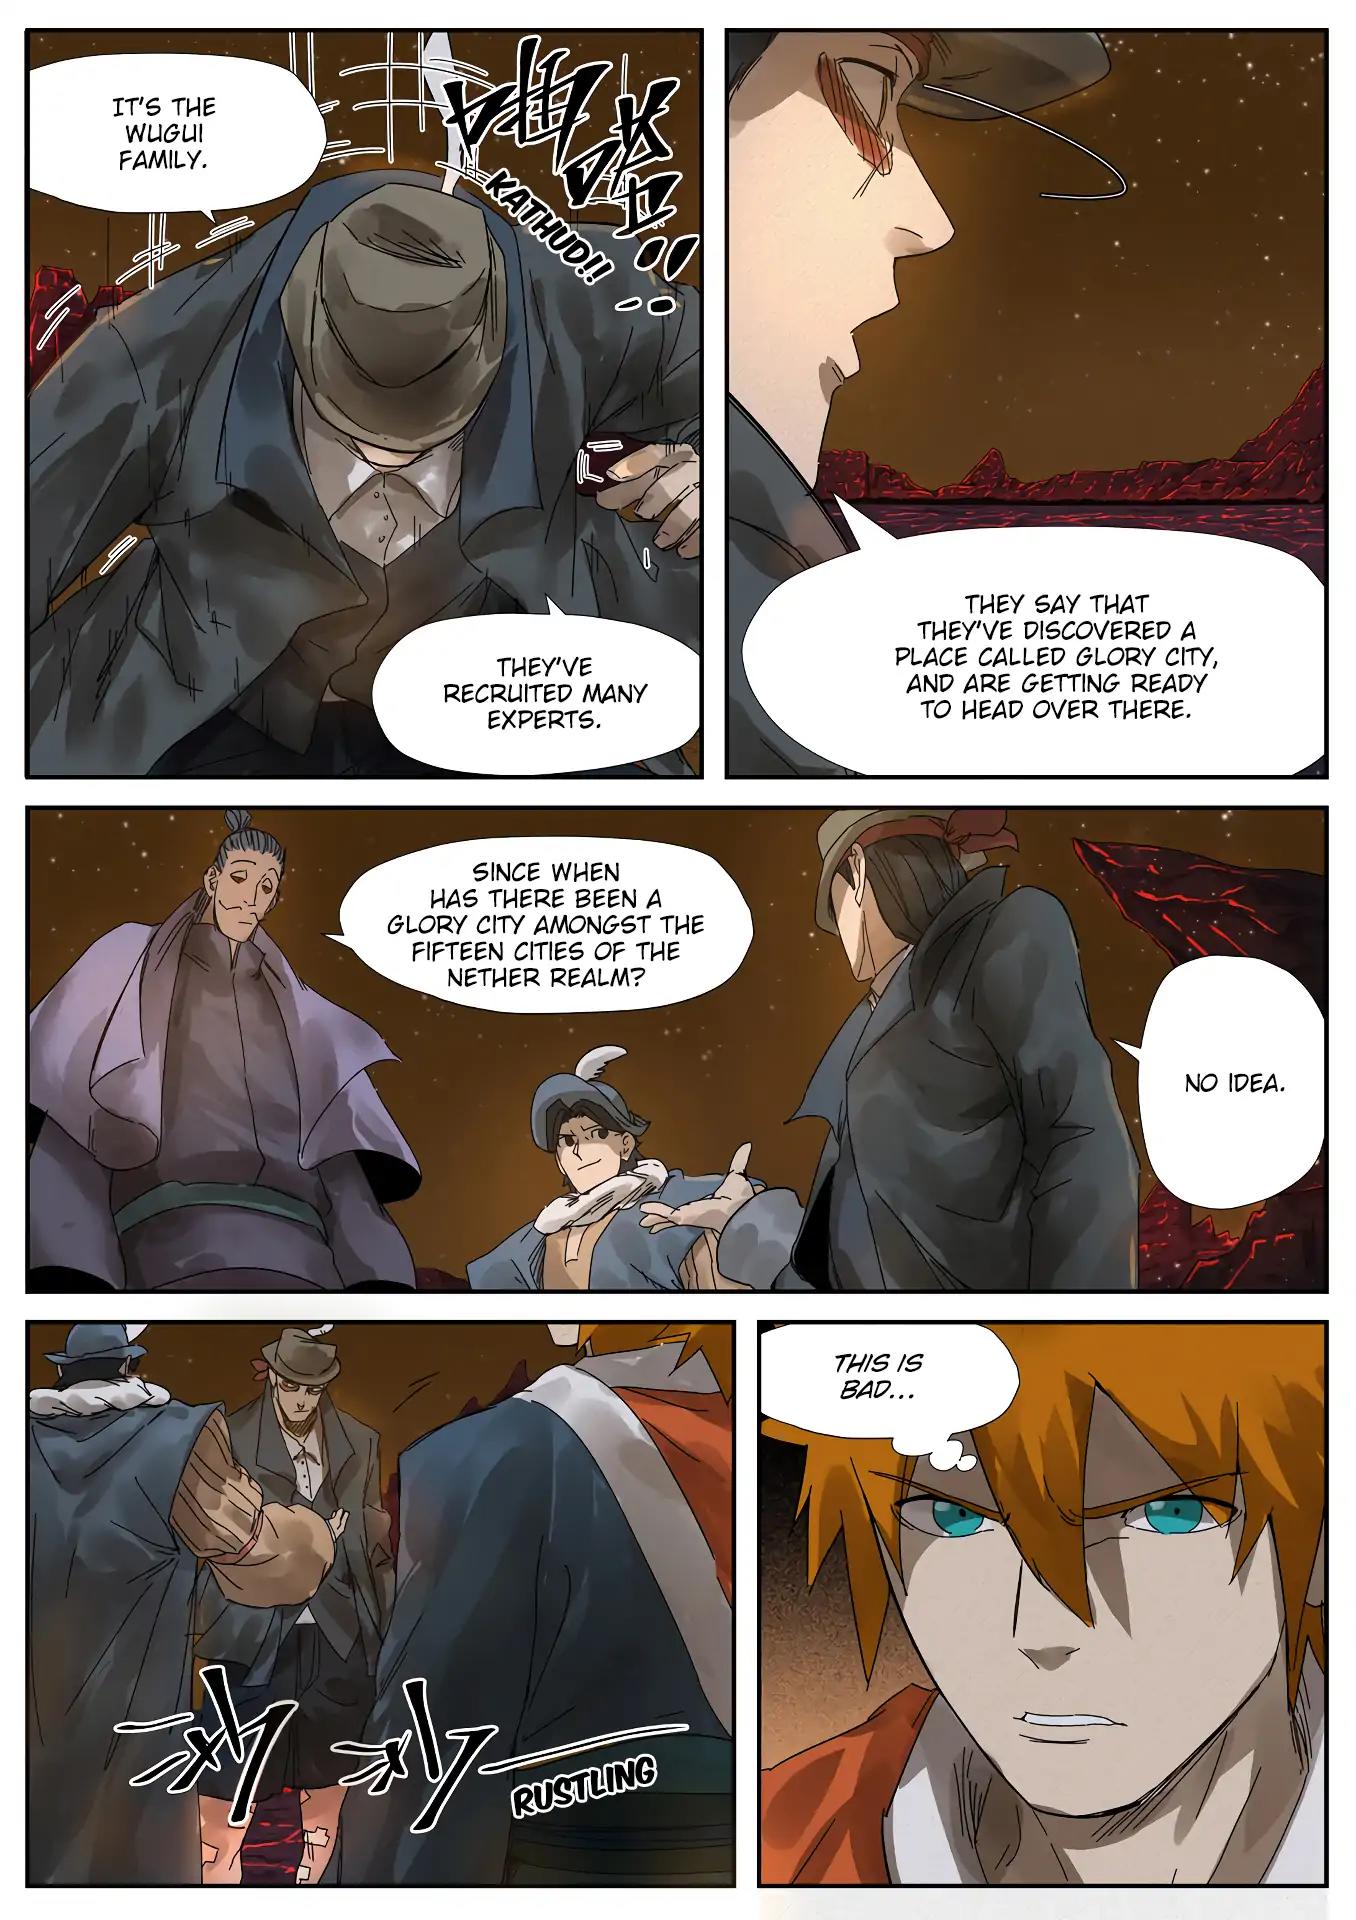 IT'S THE
WUGUI
FAMILY.
KATHUD!!
THEY'VE
RECRUITED MANY
EXPERTS.
THEY SAY THAT
THEY'VE DISCOVERED A
PLACE CALLED GLORY CITY,
AND ARE GETTING READY
TO HEAD OVER THERE.
SINCE WHEN
HAS THERE BEEN A
GLORY CITY AMONGST THE
FIFTEEN CITIES OF THE
NETHER REALM?
NO IDEA.
RUSTLING
THIS IS
BAD...